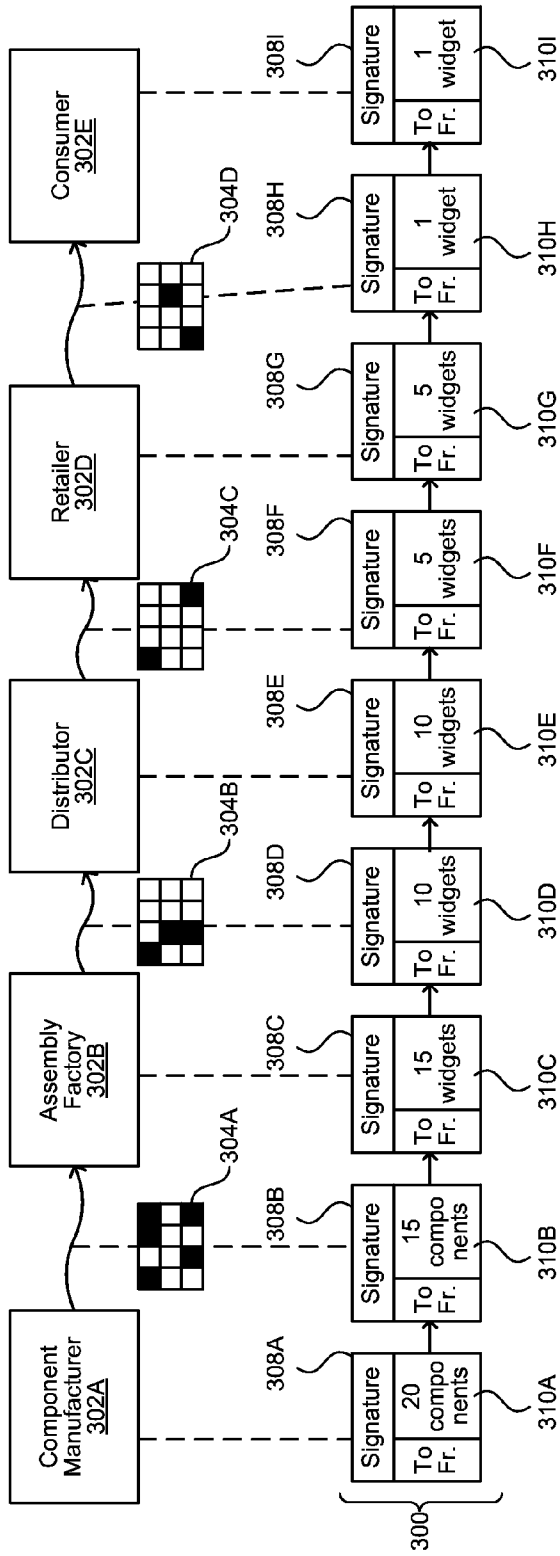 Component
Manufacturer
302A
Assembly
Factory
302B
Distributor
302C
Retailer
302D
Consumer
302E
304A
304B
304C
304D
308A
308B
308C
308D
308E
308F
308G
308H
308I
Signature
To
Fr.
20
compo
nents
Signature
To
Fr.
15
compo
nents
Signature
To
Fr.
15
widgets
Signature
To
Fr.
10
widgets
Signature
To
Fr.
10
widgets
Signature
To
Fr.
5
widgets
Signature
To
Fr.
5
widgets
Signature
To
Fr.
1
widget
Signature
To
Fr.
1
widget
300
310A
310B
310C
310D
310E
310F
310G
310H
310I